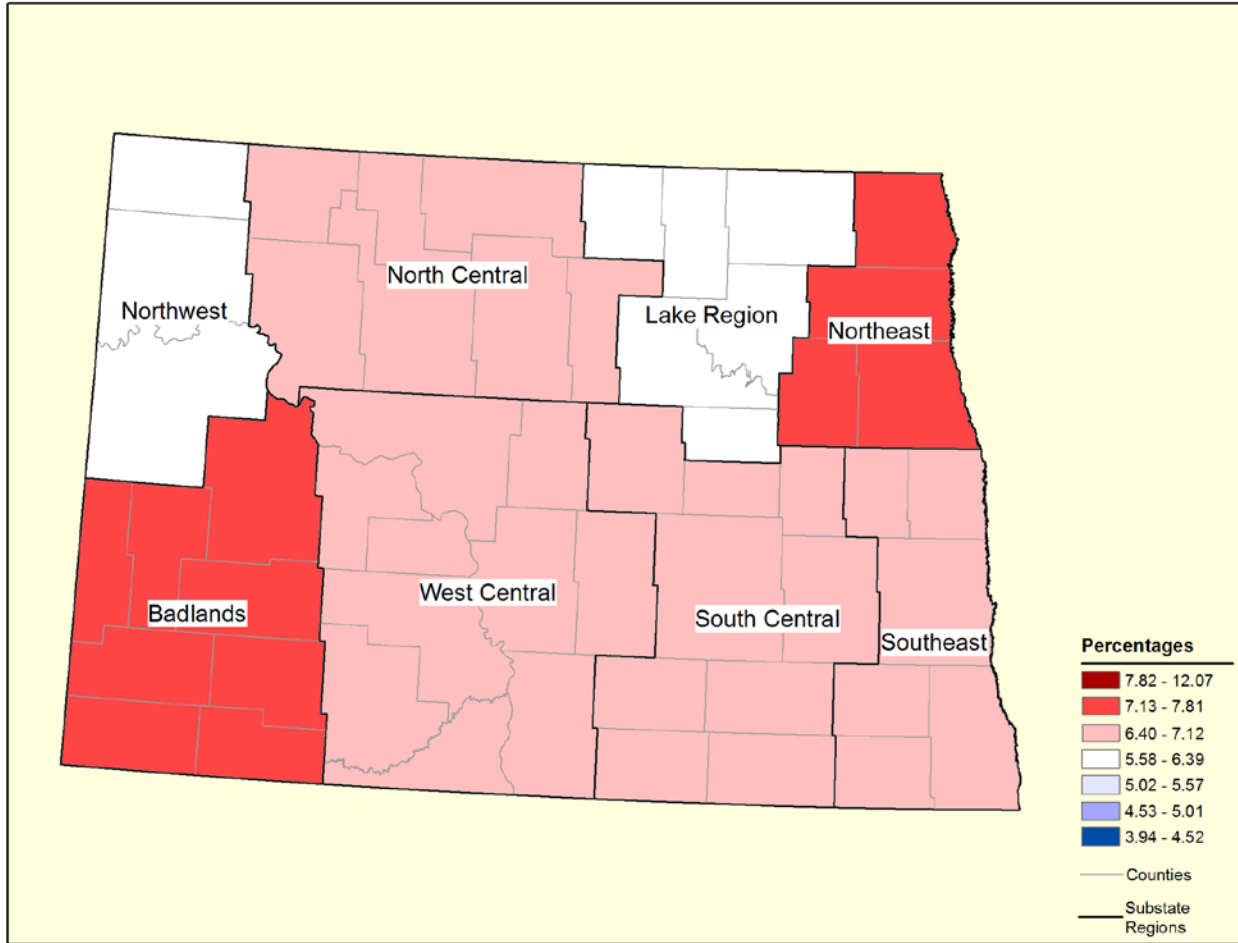 North Central
Northwest
Lake Region
Northeast
West Central
Badlands
South Central
Southeast
Percentages
7.82 - 12.07
7.13 - 7.81
6.40 - 7.12
5.58 - 6.39
5.02 - 5.57
4.53 - 5.01
3.94 - 4.52
Counties
Substate
Regions